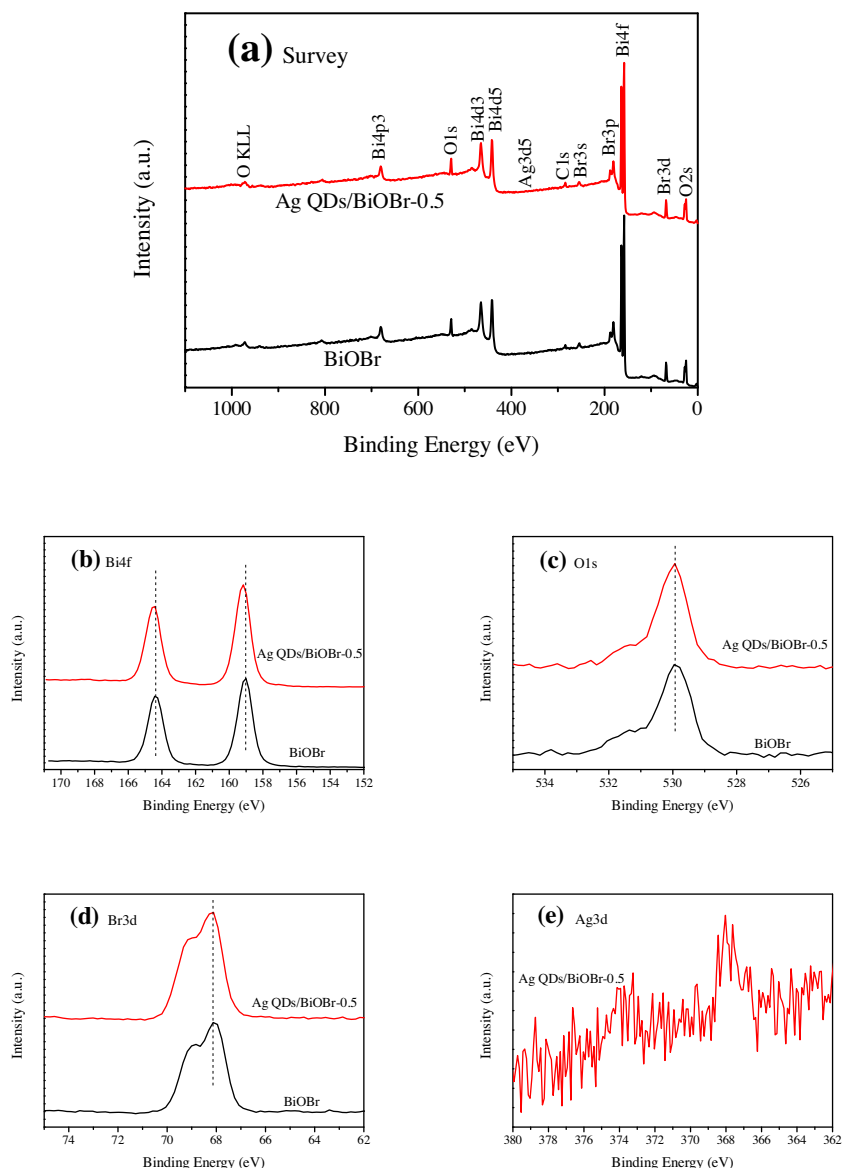 (a) Survey
O KLL
Bi4p3
O1s
Bi4d3
Bi4d5
Ag3d5
C1s
Br3s
Br3p
Bi4f
Br3d
O2s
Ag QDs/BiOBr-0.5
BiOBr
Intensity (a.u.)
1000 800 600 400 200 0
Binding Energy (eV)
(b) Bi4f
Ag QDs/BiOBr-0.5
BiOBr
Intensity (a.u.)
170 168 166 164 162 160 158 156 154 152
Binding Energy (eV)
(c) O1s
Ag QDs/BiOBr-0.5
BiOBr
Intensity (a.u.)
534 532 530 528 526
Binding Energy (eV)
(d) Br3d
Ag QDs/BiOBr-0.5
BiOBr
Intensity (a.u.)
74 72 70 68 66 64 62
Binding Energy (eV)
(e) Ag3d
Ag QDs/BiOBr-0.5
Intensity (a.u.)
380 378 376 374 372 370 368 366 364 362
Binding Energy (eV)